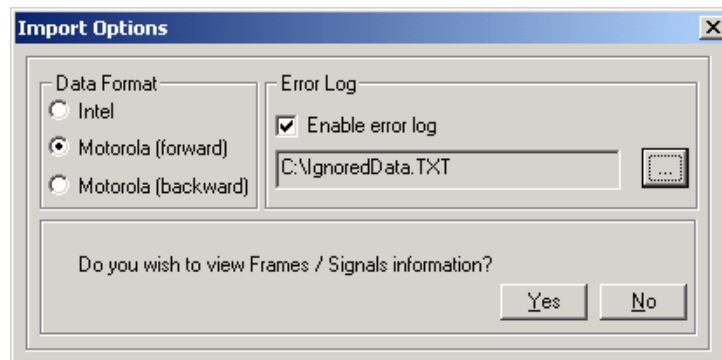 Import Options
Data Format
Intel
Motorola (forward)
Motorola (backward)
Error Log
Enable error log
C:\IgnoredData.TXT
...
Do you wish to view Frames / Signals information?
Yes
No